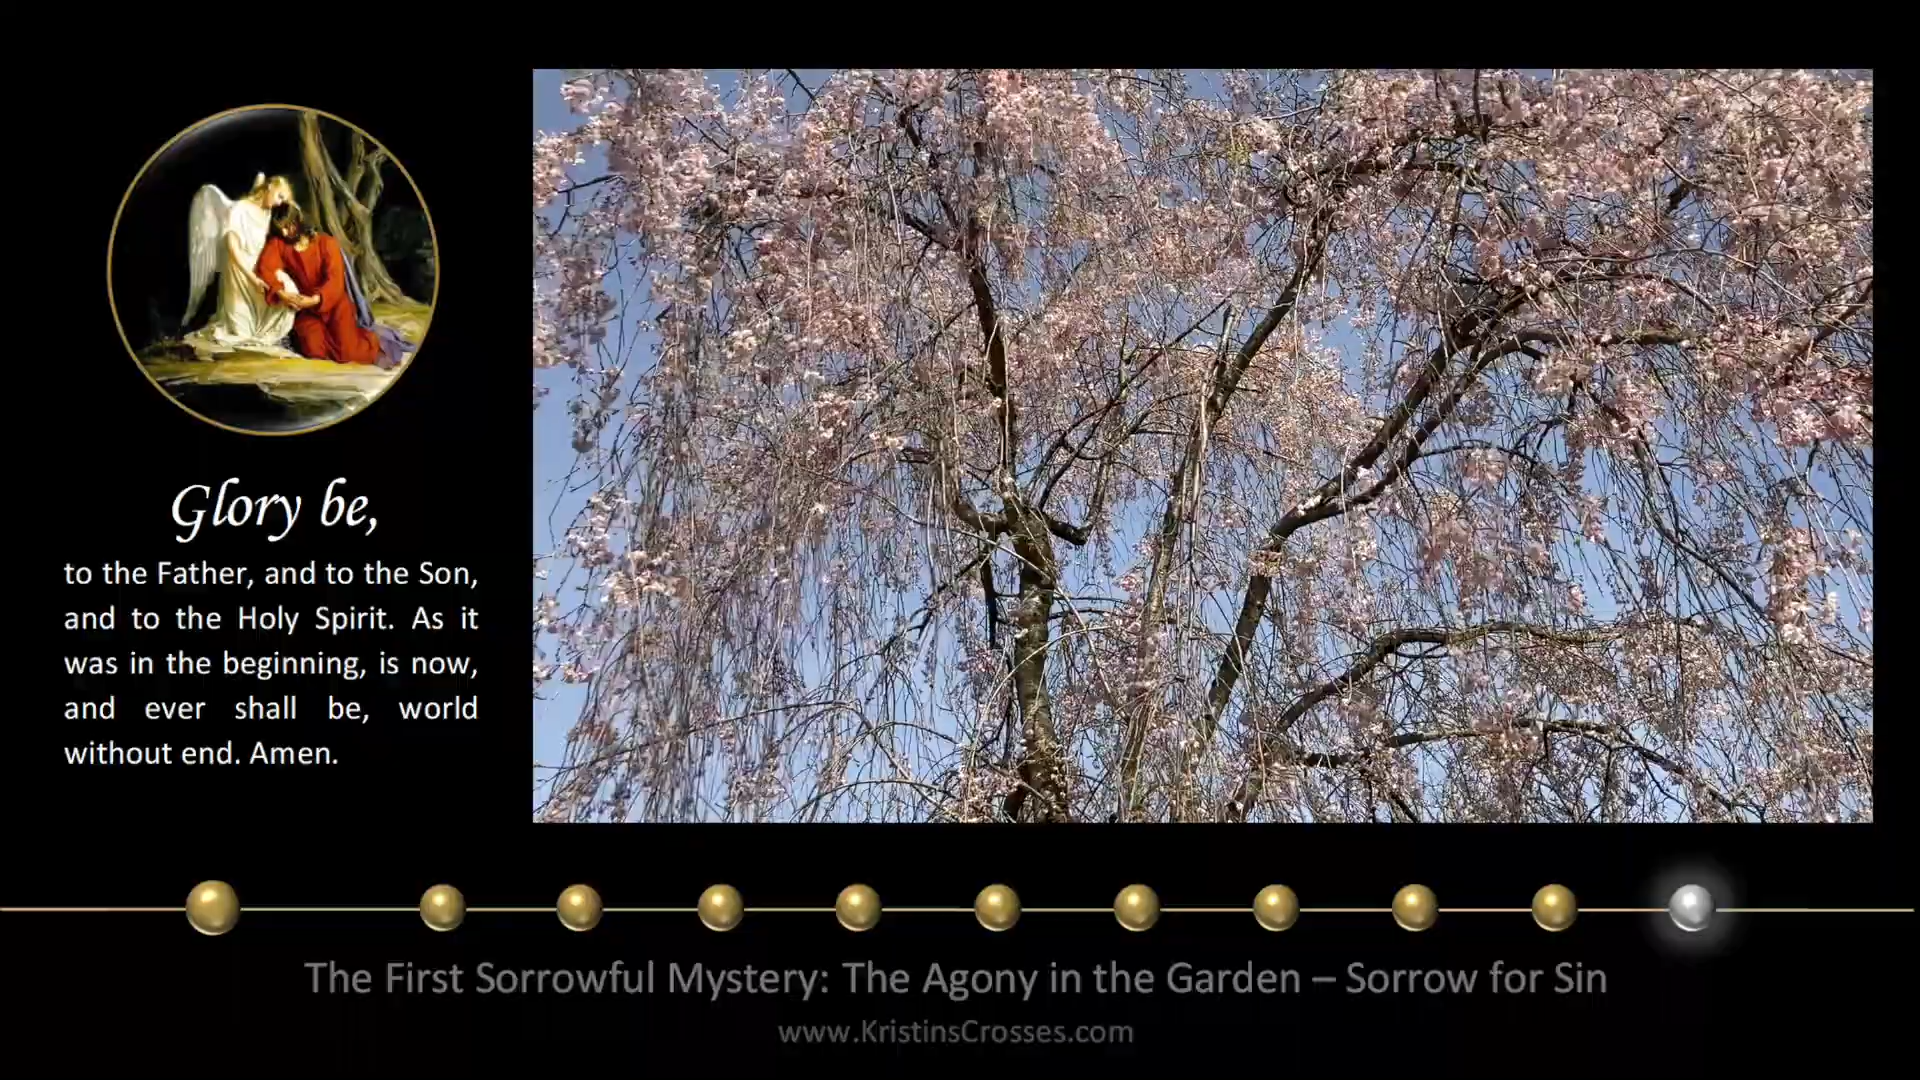 Glory be,
to the Father, and to the Son,
and to the Holy Spirit. As it
was in the beginning, is now,
and ever shall be, world
without end. Amen.
The First Sorrowful Mystery: The Agony in the Garden – Sorrow for Sin
www.KristinsCrosses.com